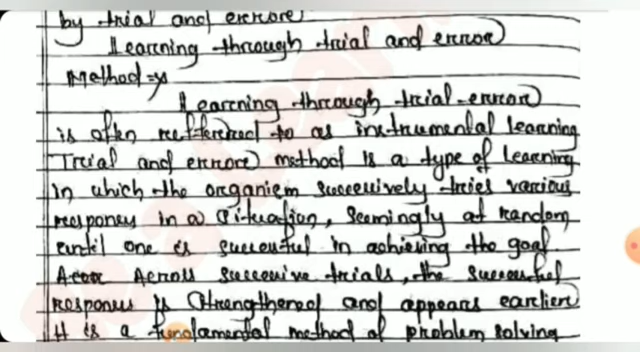 by trial and errore
Learning through trial and errore
Method =>
Learning through trial-error
is often reffered to as instrumental learning
Trial and errore method is a type of learning
in which the organism successively tries various
responses in a situation, seemingly at random
until one is successful in achieving the goal.
Across successive trials, the successful
responses is strengthened and appears earlier
It is a fundamental method of problem solving